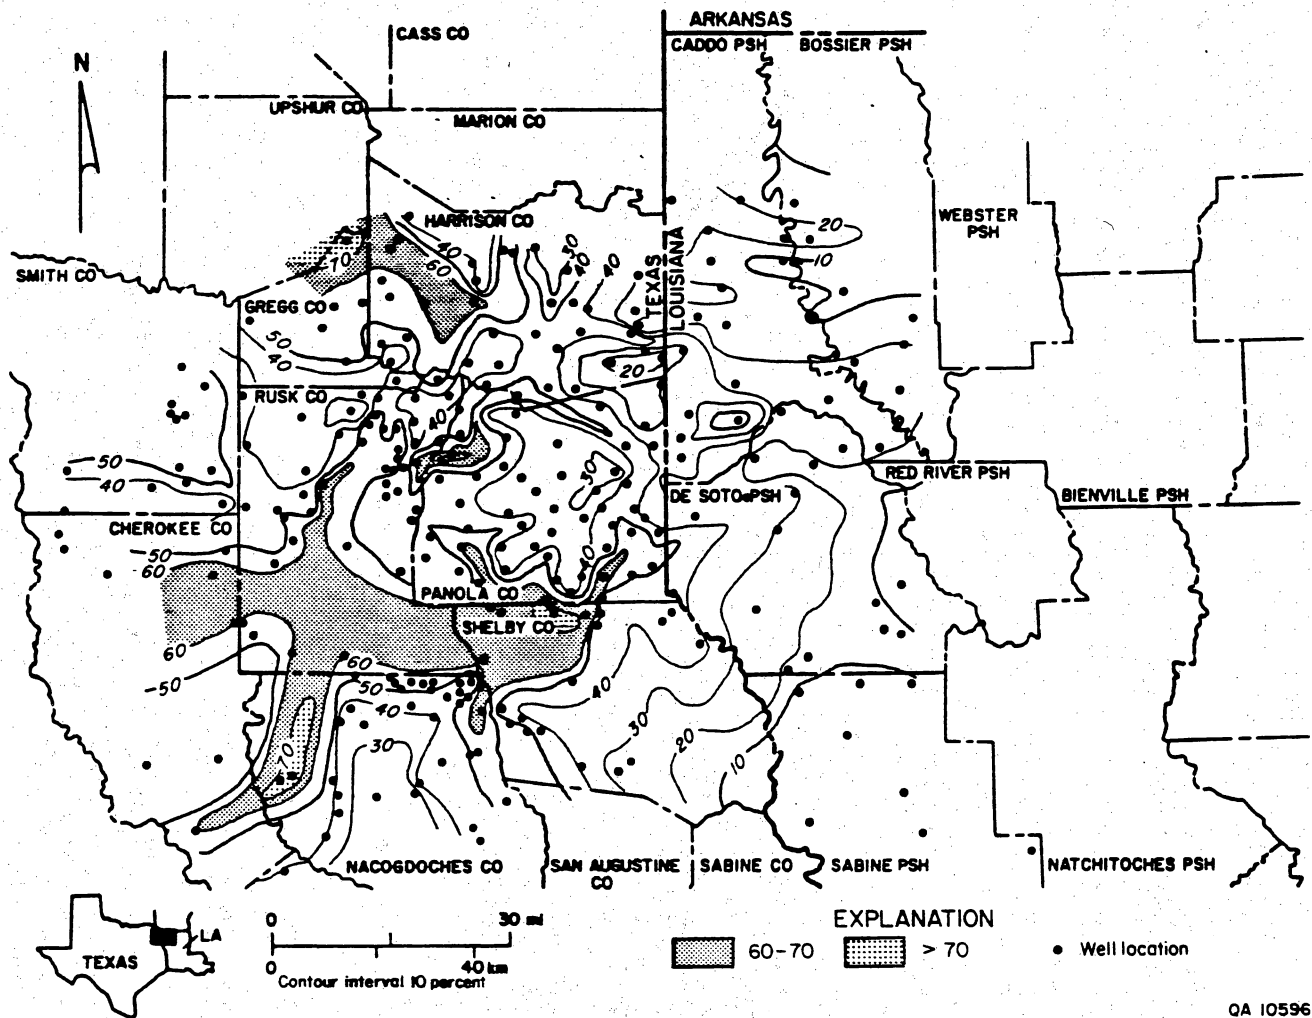 ARKANSAS
CASS CO
CADDO PSH
BOSSIER PSH
N
UPSHUR CO
MARION CO
HARRISON CO
WEBSTER
PSH
20
10
TEXAS
LOUISIANA
40
60
70
30
40
40
SMITH CO
GREGG CO
50
40
20
RUSK CO
40
50
40
30
RED RIVER PSH
DE SOTO PSH
BIENVILLE PSH
CHEROKEE CO
50
60
40
PANOLA CO
SHELBY CO
60
50
60
50
40
30
40
30
20
10
70
NACOGDOCHES CO
SAN AUGUSTINE
CO
SABINE CO
SABINE PSH
NATCHITOCHES PSH
TEXAS
LA
0
30 mi
0
40 km
Contour interval 10 percent
EXPLANATION
60-70
> 70
Well location
QA 10596